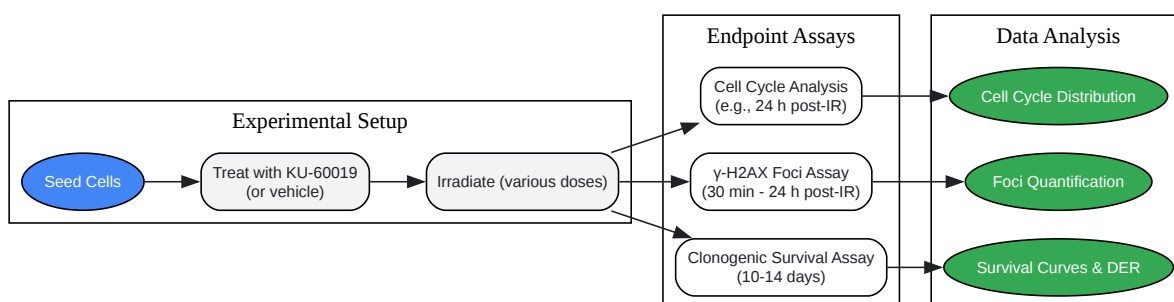 Experimental Setup
Seed Cells
Treat with KU-60019
(or vehicle)
Irradiate (various doses)
Endpoint Assays
Cell Cycle Analysis
(e.g., 24 h post-IR)
γ-H2AX Foci Assay
(30 min - 24 h post-IR)
Clonogenic Survival Assay
(10-14 days)
Data Analysis
Cell Cycle Distribution
Foci Quantification
Survival Curves & DER